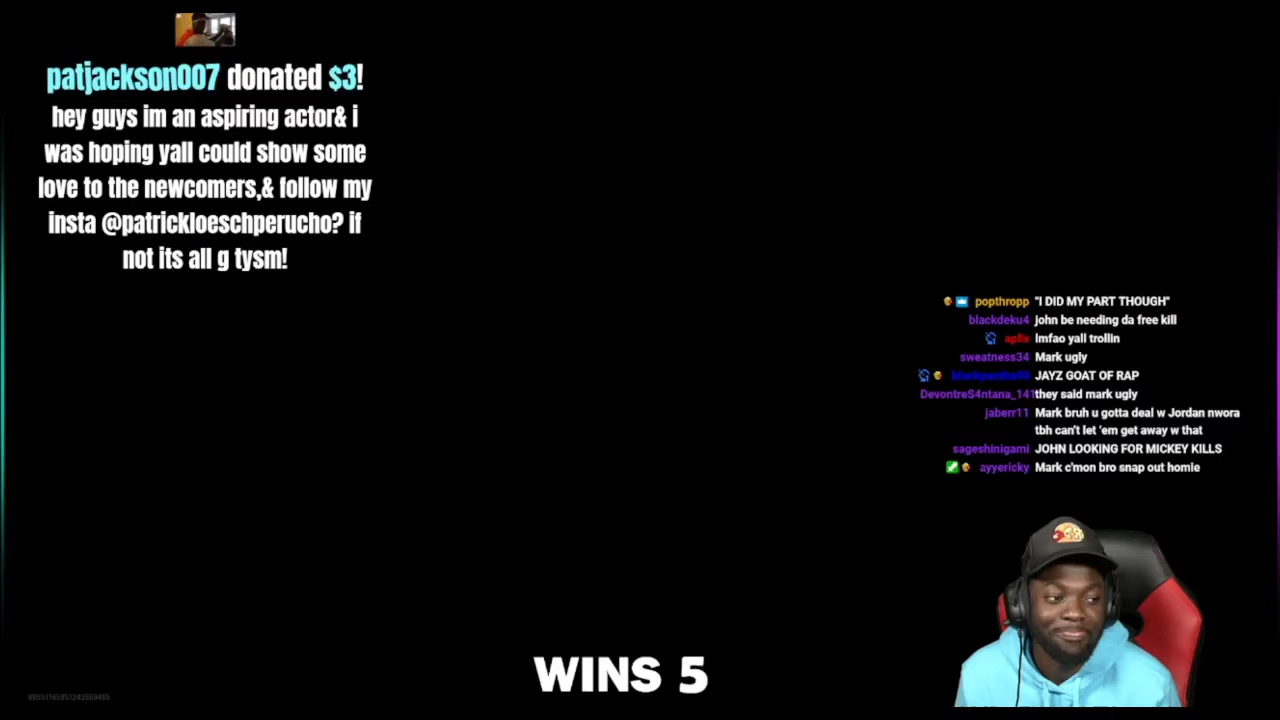 patjackson007 donated $3!
hey guys im an aspiring actor& i
was hoping yall could show some
love to the newcomers,& follow my
insta @patrickloeschperucho? if
not its all g tysm!
popthropp "I DID MY PART THOUGH"
blackdeku4 john be needing da free kill
aplix lmfao yall trollin
sweatness34 Mark ugly
JAYZ GOAT OF RAP
DevontreS4ntana_141 they said mark ugly
jaberr11 Mark bruh u gotta deal w Jordan nwora
tbh can't let 'em get away w that
sageshinigami JOHN LOOKING FOR MICKEY KILLS
ayyericky Mark c'mon bro snap out homie
WINS 5